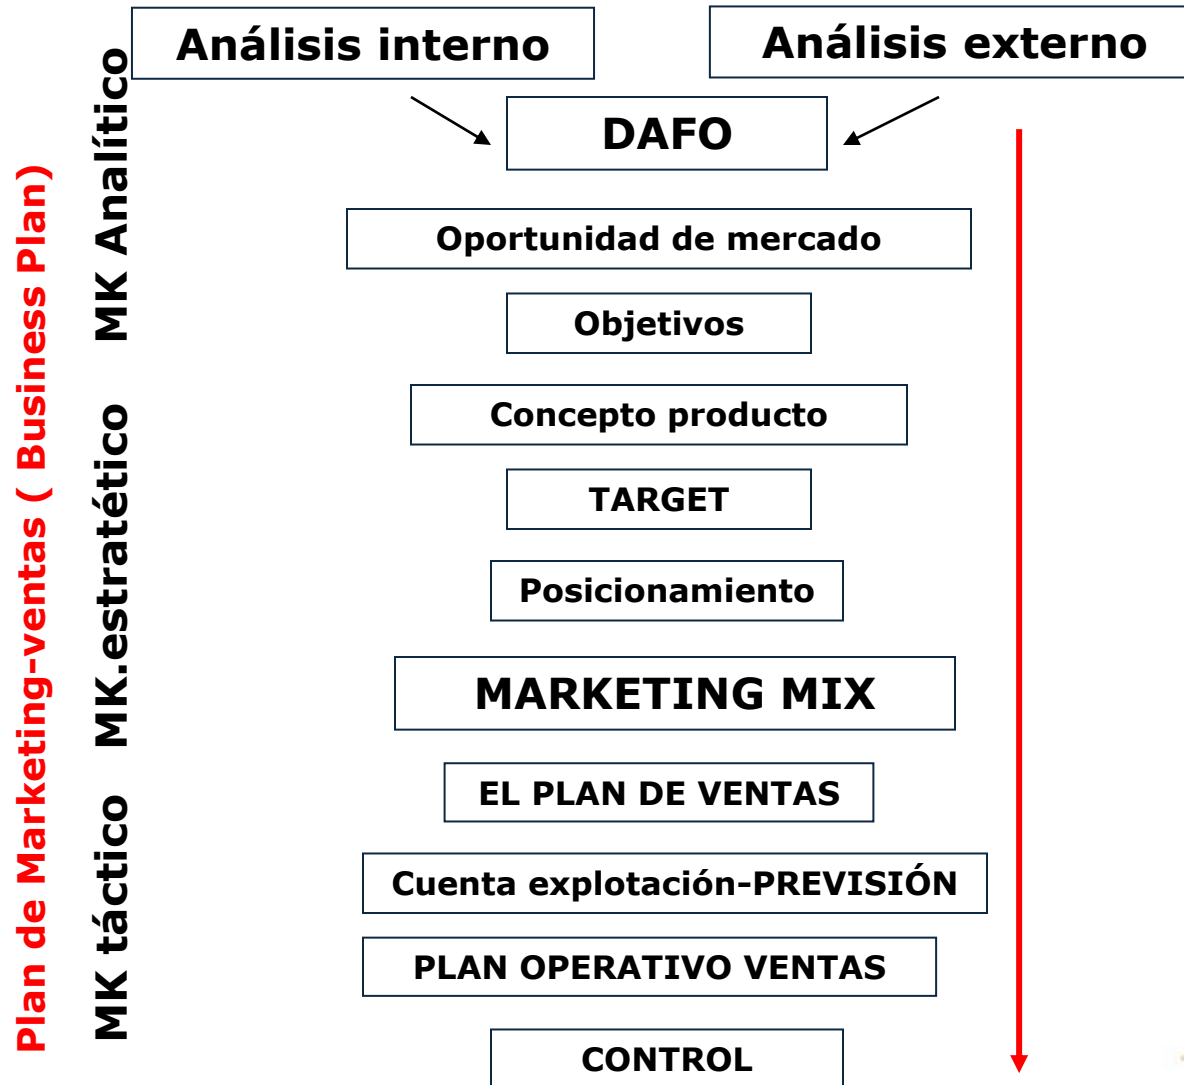 Análisis interno
Análisis externo
DAFO
Oportunidad de mercado
Objetivos
Concepto producto
TARGET
Posicionamiento
MARKETING MIX
EL PLAN DE VENTAS
Cuenta explotación-PREVISIÓN
PLAN OPERATIVO VENTAS
CONTROL
Plan de Marketing-ventas ( Business Plan)
MK Analítico
MK.estratético
MK táctico